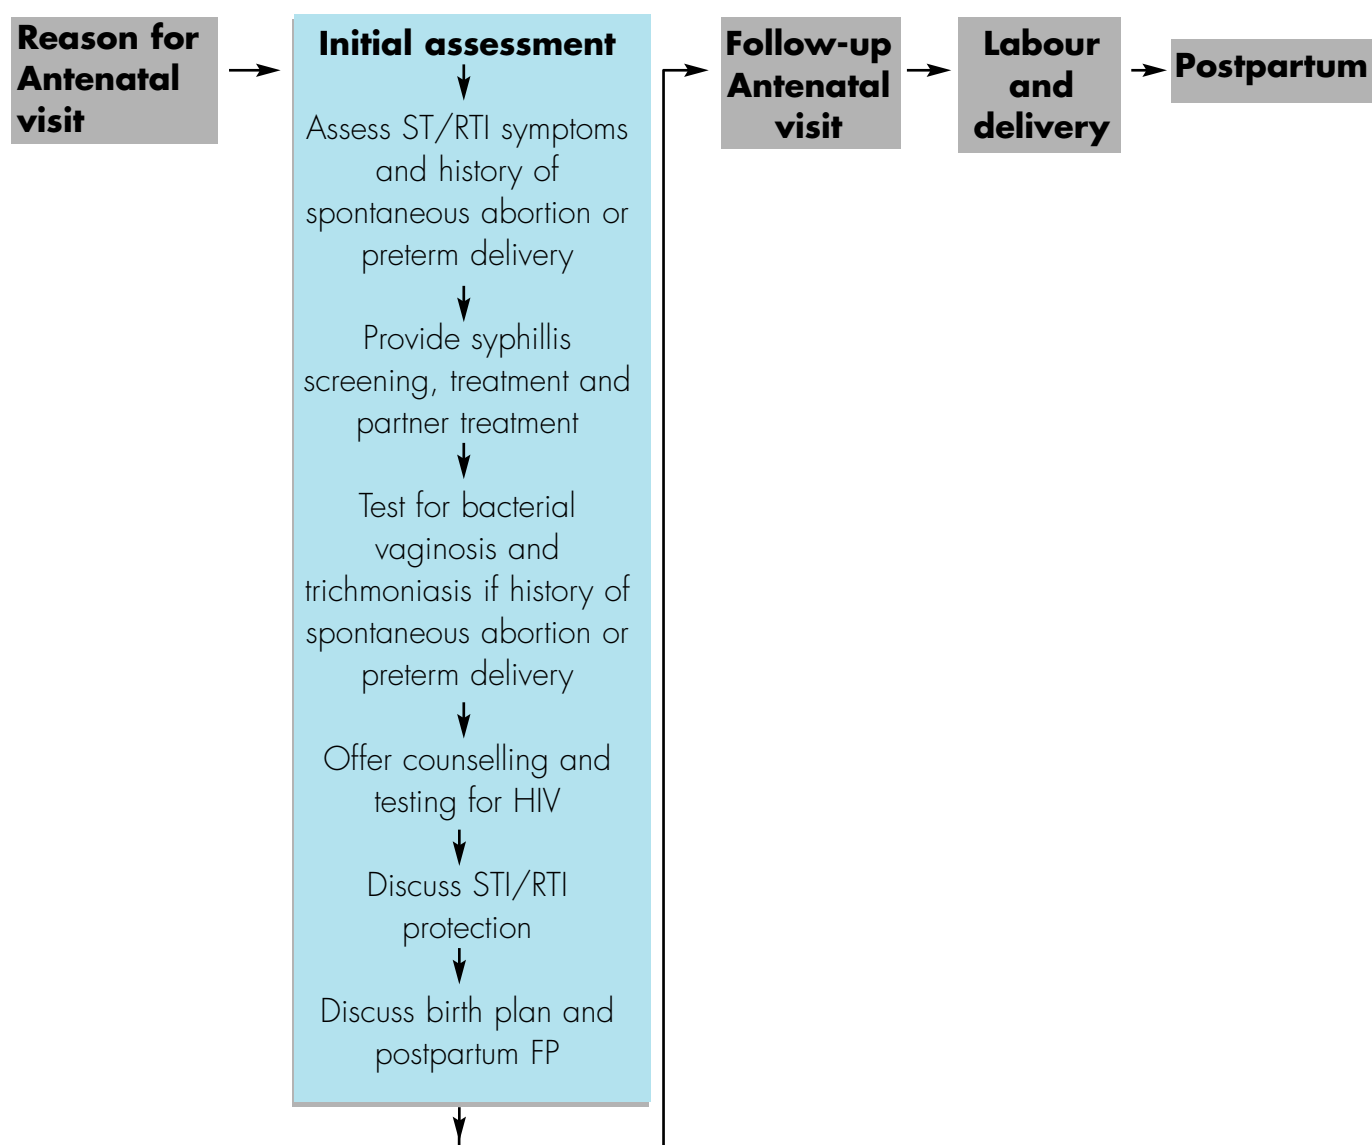 Reason for
Antenatal
visit
Initial assessment
Assess ST/RTI symptoms
and history of
spontaneous abortion or
preterm delivery
Provide syphillis
screening, treatment and
partner treatment
Test for bacterial
vaginosis and
trichmoniasis if history of
spontaneous abortion or
preterm delivery
Offer counselling and
testing for HIV
Discuss STI/RTI
protection
Discuss birth plan and
postpartum FP
Follow-up
Antenatal
visit
Labour
and
delivery
Postpartum